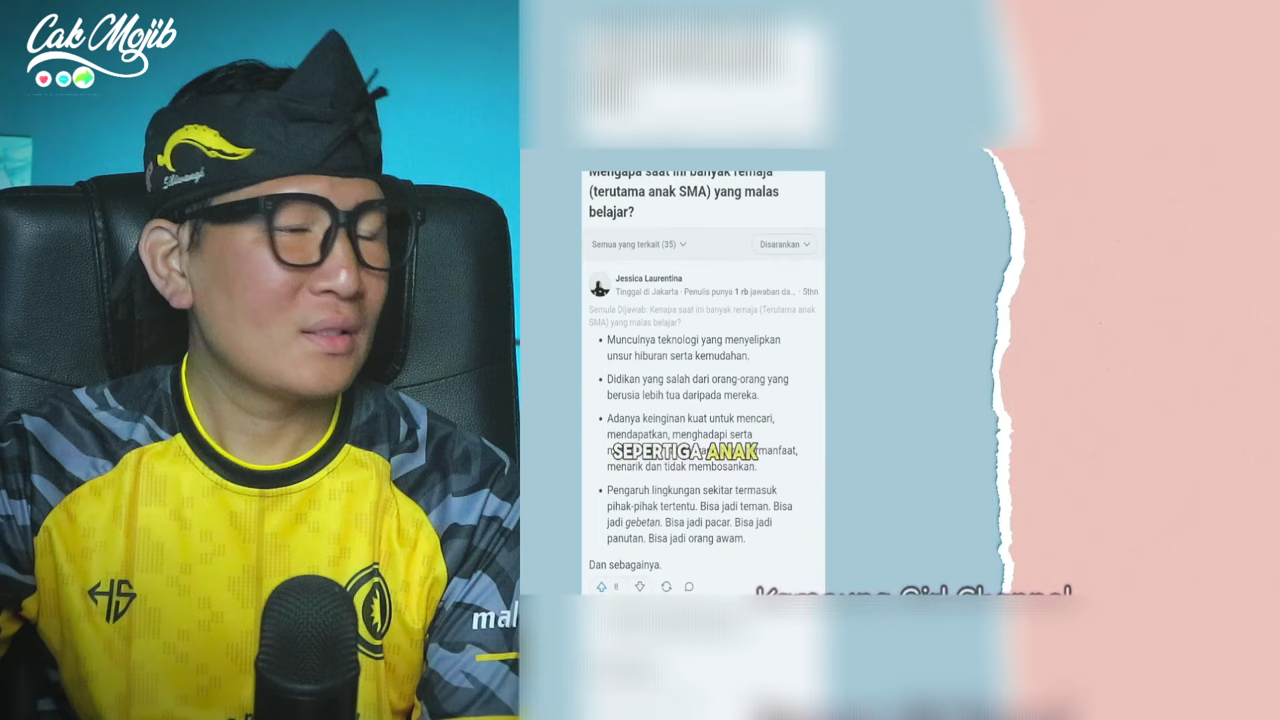 Cak Mojib
Mengapa saat ini banyak remaja
(terutama anak SMA) yang malas
belajar?
Semua yang terkait (35)
Disarankan
Jessica Laurentina
Tinggal di Jakarta · Penulis punya 1 rb jawaban da... · 5thn
Semula Dijawab: Kenapa saat ini banyak remaja (Terutama anak
SMA) yang malas belajar?
• Munculnya teknologi yang menyelipkan
unsur hiburan serta kemudahan.
• Didikan yang salah dari orang-orang yang
berusia lebih tua daripada mereka.
• Adanya keinginan kuat untuk mencari,
mendapatkan, menghadapi serta
SEPERTIGA ANAK
manfaat,
menarik dan tidak membosankan.
• Pengaruh lingkungan sekitar termasuk
pihak-pihak tertentu. Bisa jadi teman. Bisa
jadi gebetan. Bisa jadi pacar. Bisa jadi
panutan. Bisa jadi orang awam.
Dan sebagainya.
8
HS